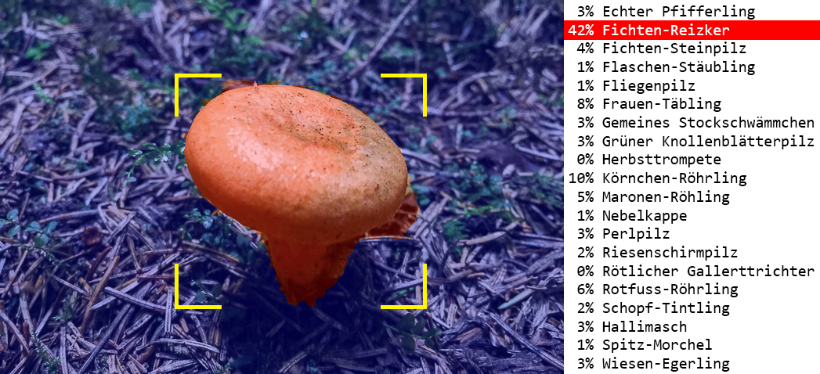 3% Echter Pfifferling
42% Fichten-Reizker
4% Fichten-Steinpilz
1% Flaschen-Stäubling
1% Fliegenpilz
8% Frauen-Täbling
3% Gemeines Stockschwämmchen
3% Grüner Knollenblätterpilz
0% Herbsttrompete
10% Körnchen-Röhrling
5% Maronen-Röhling
1% Nebelkappe
3% Perlpilz
2% Riesenschirmpilz
0% Rötlicher Gallerttrichter
6% Rotfuss-Röhrling
2% Schopf-Tintling
3% Hallimasch
1% Spitz-Morchel
3% Wiesen-Egerling